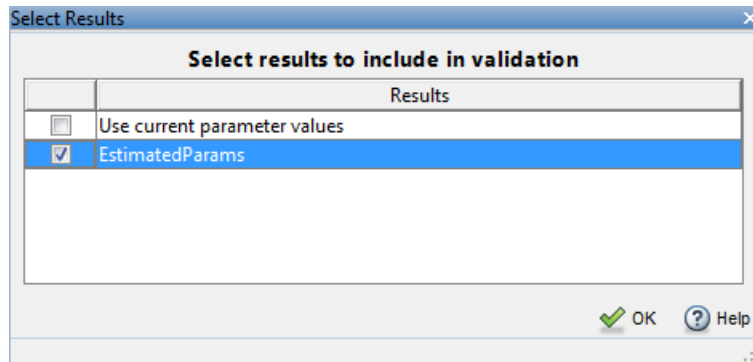 Select Results
Select results to include in validation
Results
Use current parameter values
EstimatedParams
OK Help